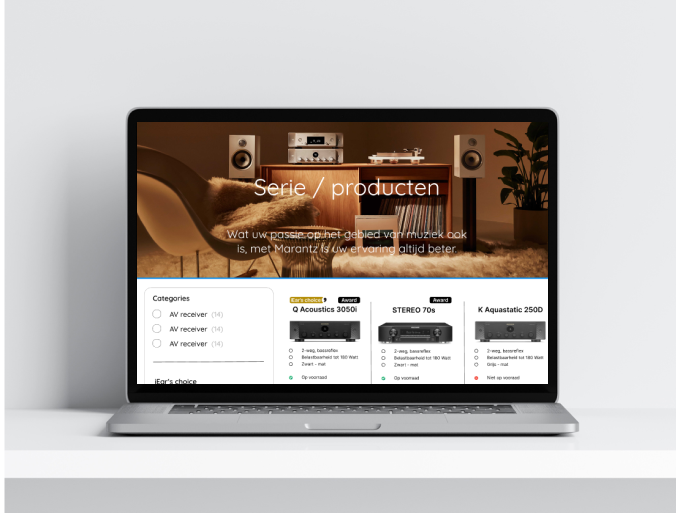 Serie / producten
Wat uw passie op het gebied van muziek ook
is, met Marantz is uw ervaring altijd beter
Categories
AV receiver (14)
AV receiver (14)
AV receiver (14)
iEar's choice
iEar's choice
Award
Q Acoustics 3050i
2-weg, bassreflex
Belastbaarheid tot 180 Watt
Zwart - mat
Op voorraad
Award
STEREO 70s
2-weg, bassreflex
Belastbaarheid tot 180 Watt
Zwart - mat
Op voorraad
K Aquastatic 250D
2-weg, bassreflex
Belastbaarheid tot 180 Watt
Grijs - mat
Niet op voorraad